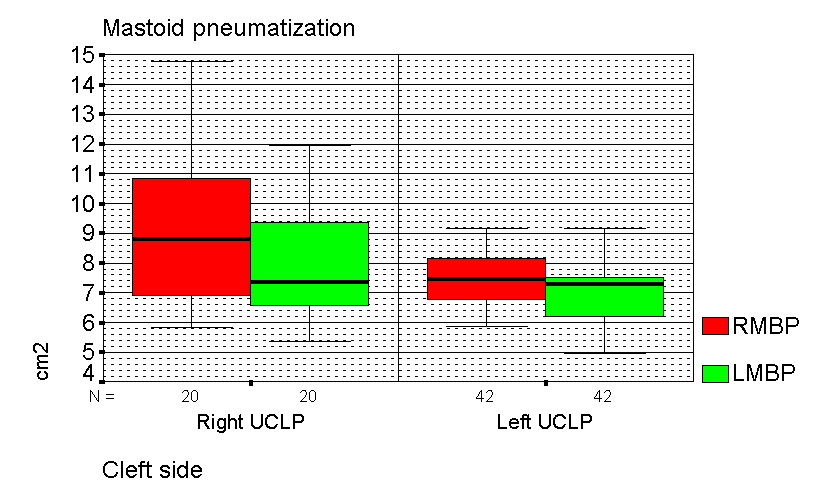 Mastoid pneumatization
15
14
13
12
11
10
9
8
7
6
5
4
cm2
RMBP
LMBP
N = 20 20 42 42
Right UCLP Left UCLP
Cleft side